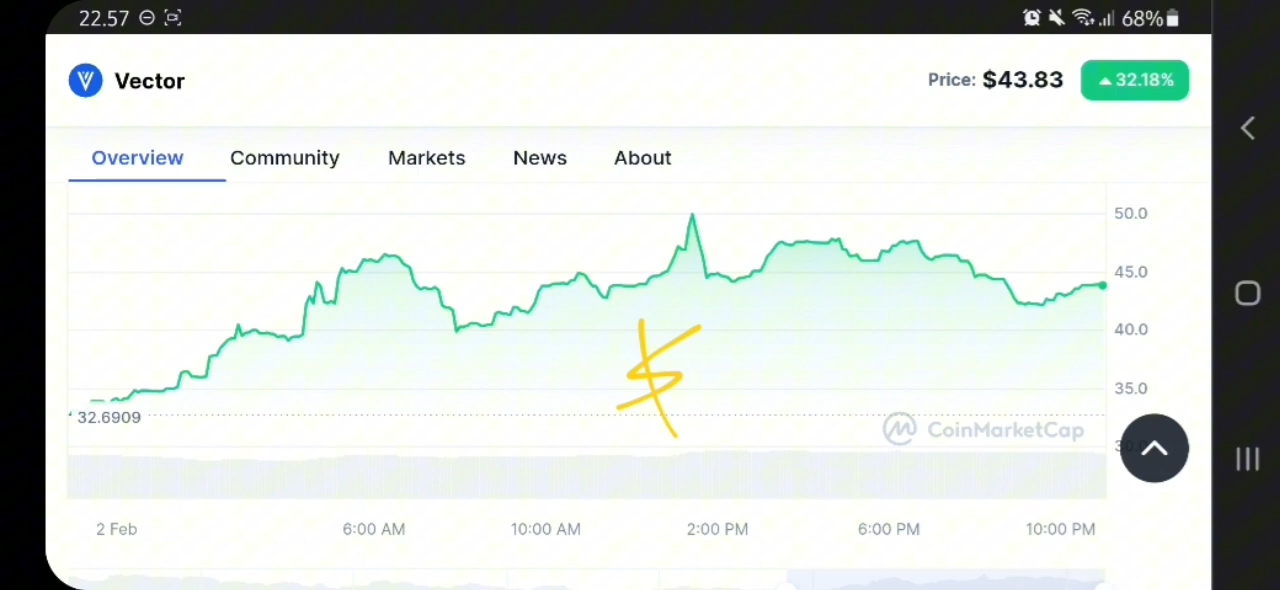 22.57 68%
Vector Price: $43.83 32.18%
Overview Community Markets News About
50.0
45.0
40.0
35.0
32.6909
CoinMarketCap
$
2 Feb 6:00 AM 10:00 AM 2:00 PM 6:00 PM 10:00 PM